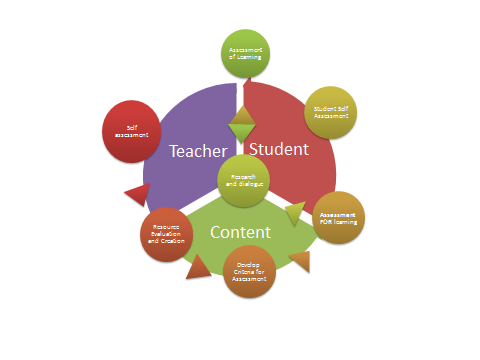 Assessment
of Learning
Student Self
Assessment
Self
assessment
Teacher
Student
Research
and dialogue
Assessment
FOR learning
Resource
Evaluation
and Creation
Content
Develop
Criteria for
Assessment